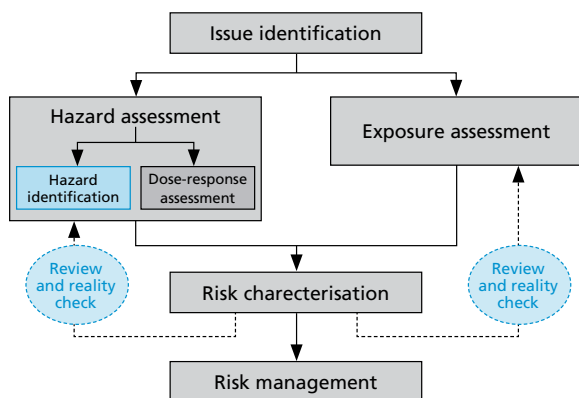 Issue identification
Hazard assessment
Exposure assessment
Hazard
identification
Dose-response
assessment
Review
and reality
check
Review
and reality
check
Risk charecterisation
Risk management